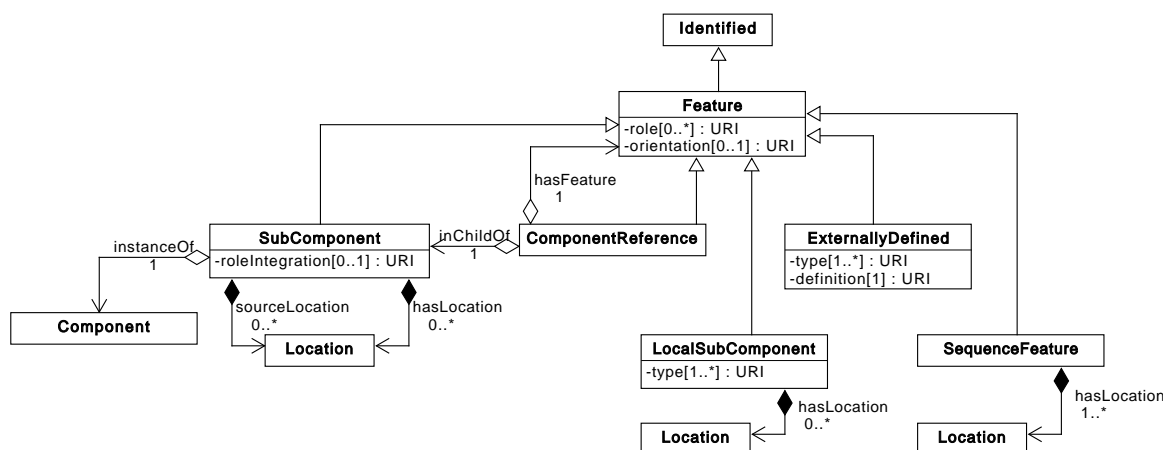 Identified
Feature
-role[0..*] : URI
-orientation[0..1] : URI
hasFeature
1
instanceOf
1
SubComponent
-roleIntegration[0..1] : URI
inChildOf
1
ComponentReference
ExternallyDefined
-type[1..*] : URI
-definition[1] : URI
sourceLocation
0..*
hasLocation
0..*
Component
Location
LocalSubComponent
-type[1..*] : URI
SequenceFeature
hasLocation
0..*
hasLocation
1..*
Location
Location